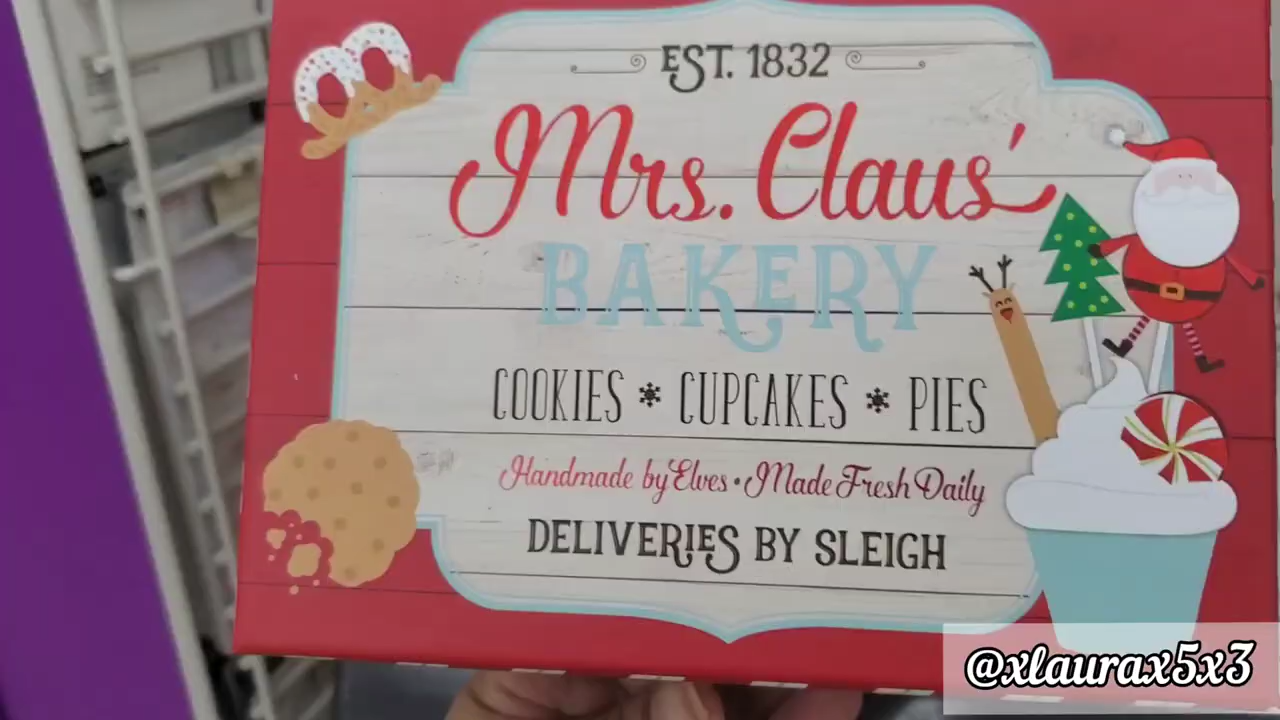 EST. 1832
Mrs. Claus'
BAKERY
COOKIES * CUPCAKES * PIES
Handmade by Elves • Made Fresh Daily
DELIVERIES BY SLEIGH
@xlaurax5x3